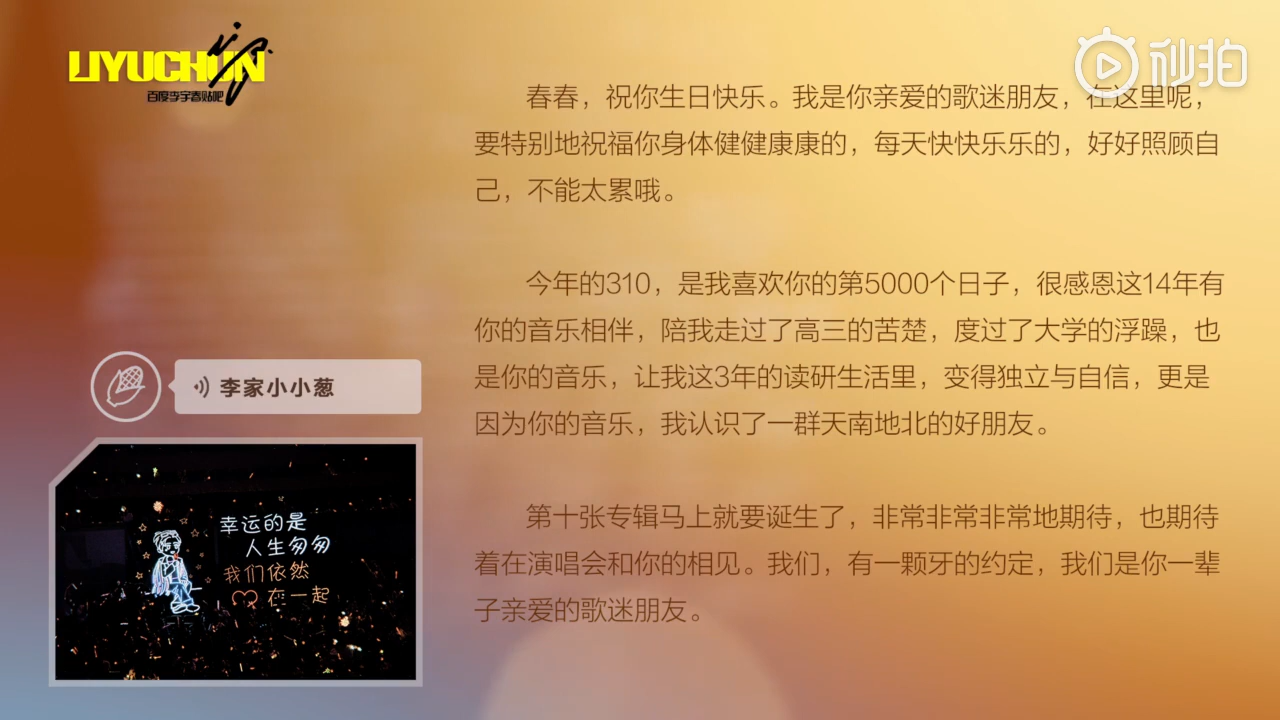 LIYUCHUN
百度李宇春贴吧
秒拍
春春，祝你生日快乐。我是你亲爱的歌迷朋友，在这里呢，
要特别地祝福你身体健健康康的，每天快快乐乐的，好好照顾自
己，不能太累哦。
今年的310，是我喜欢你的第5000个日子，很感恩这14年有
你的音乐相伴，陪我走过了高三的苦楚，度过了大学的浮躁，也
是你的音乐，让我这3年的读研生活里，变得独立与自信，更是
因为你的音乐，我认识了一群天南地北的好朋友。
第十张专辑马上就要诞生了，非常非常非常地期待，也期待
着在演唱会和你的相见。我们，有一颗牙的约定，我们是你一辈
子亲爱的歌迷朋友。
李家小小葱
幸运的是
人生匆匆
我们依然
在一起